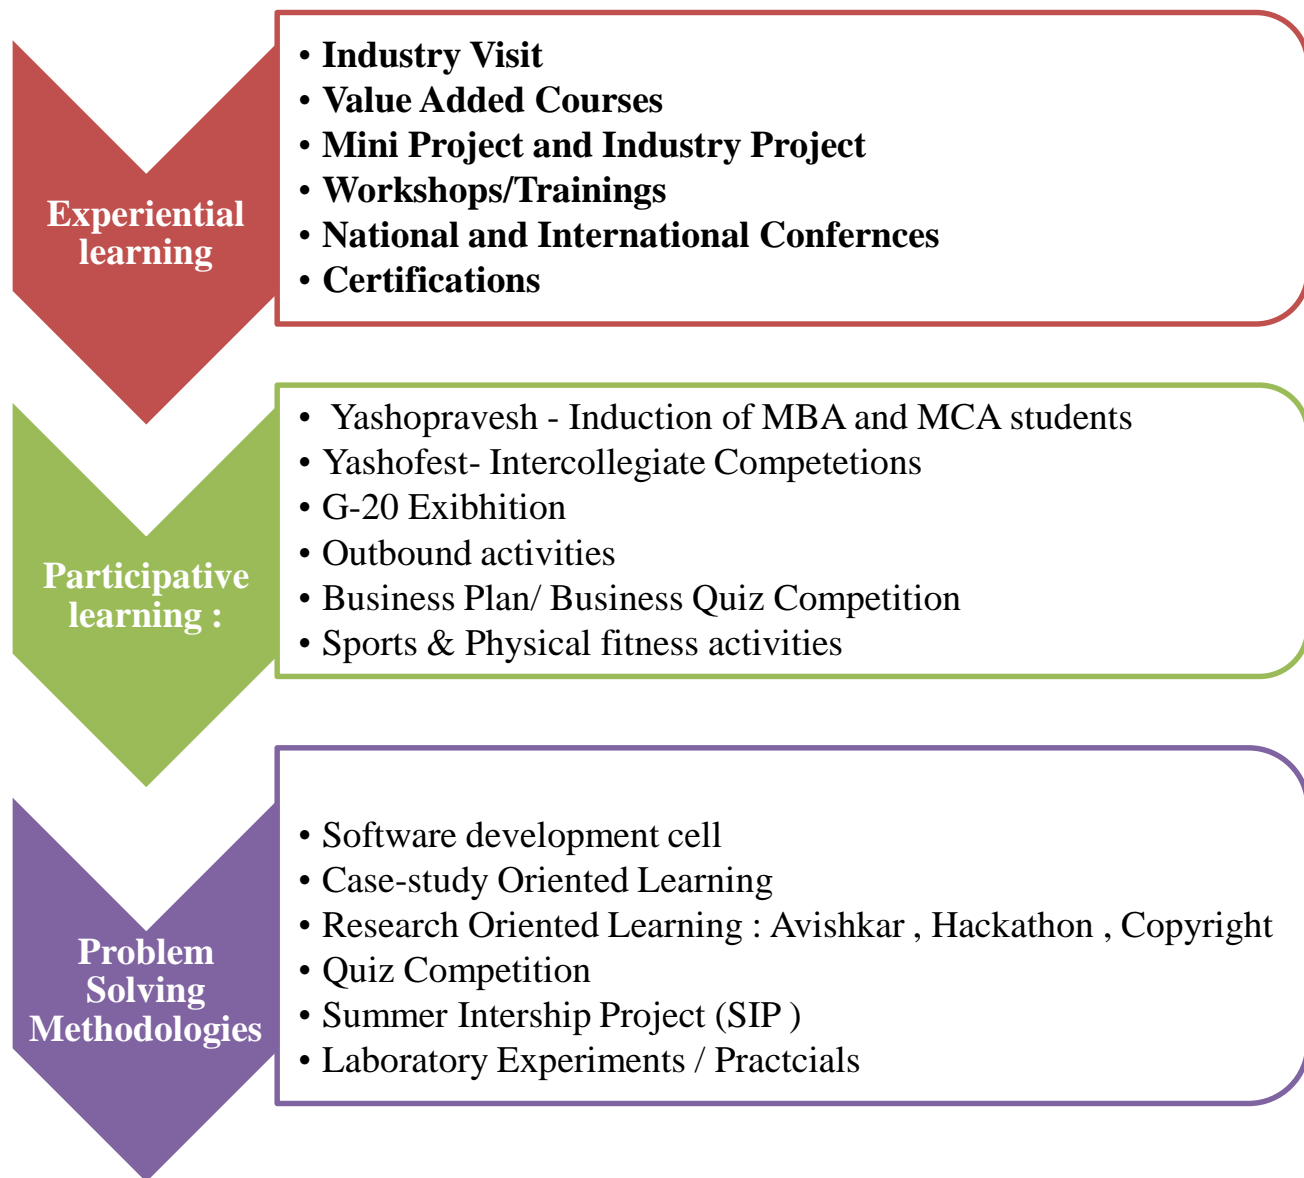 Experiential
learning
• Industry Visit
• Value Added Courses
• Mini Project and Industry Project
• Workshops/Trainings
• National and International Confernces
• Certifications
Participative
learning :
• Yashopravesh - Induction of MBA and MCA students
• Yashofest- Intercollegiate Competetions
• G-20 Exibhition
• Outbound activities
• Business Plan/ Business Quiz Competition
• Sports & Physical fitness activities
Problem
Solving
Methodologies
• Software development cell
• Case-study Oriented Learning
• Research Oriented Learning : Avishkar , Hackathon , Copyright
• Quiz Competition
• Summer Intership Project (SIP )
• Laboratory Experiments / Practcials